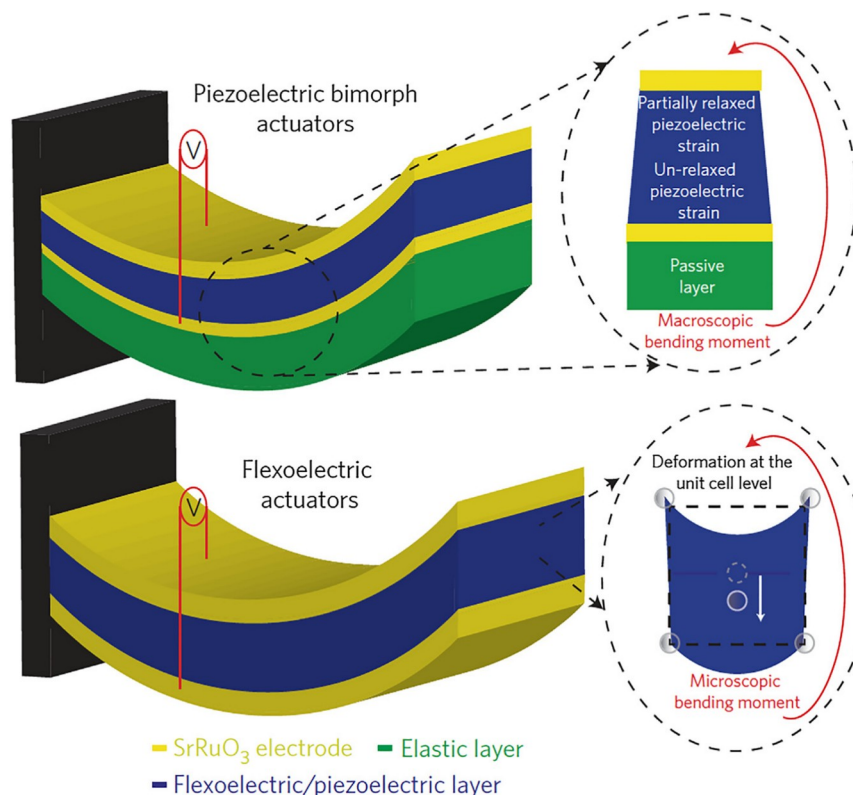 Piezoelectric bimorph
actuators
V
Partially relaxed
piezoelectric
strain
Un-relaxed
piezoelectric
strain
Passive
layer
Macroscopic
bending moment
Flexoelectric
actuators
V
Deformation at the
unit cell level
Microscopic
bending moment
SrRuO₃ electrode
Elastic layer
Flexoelectric/piezoelectric layer